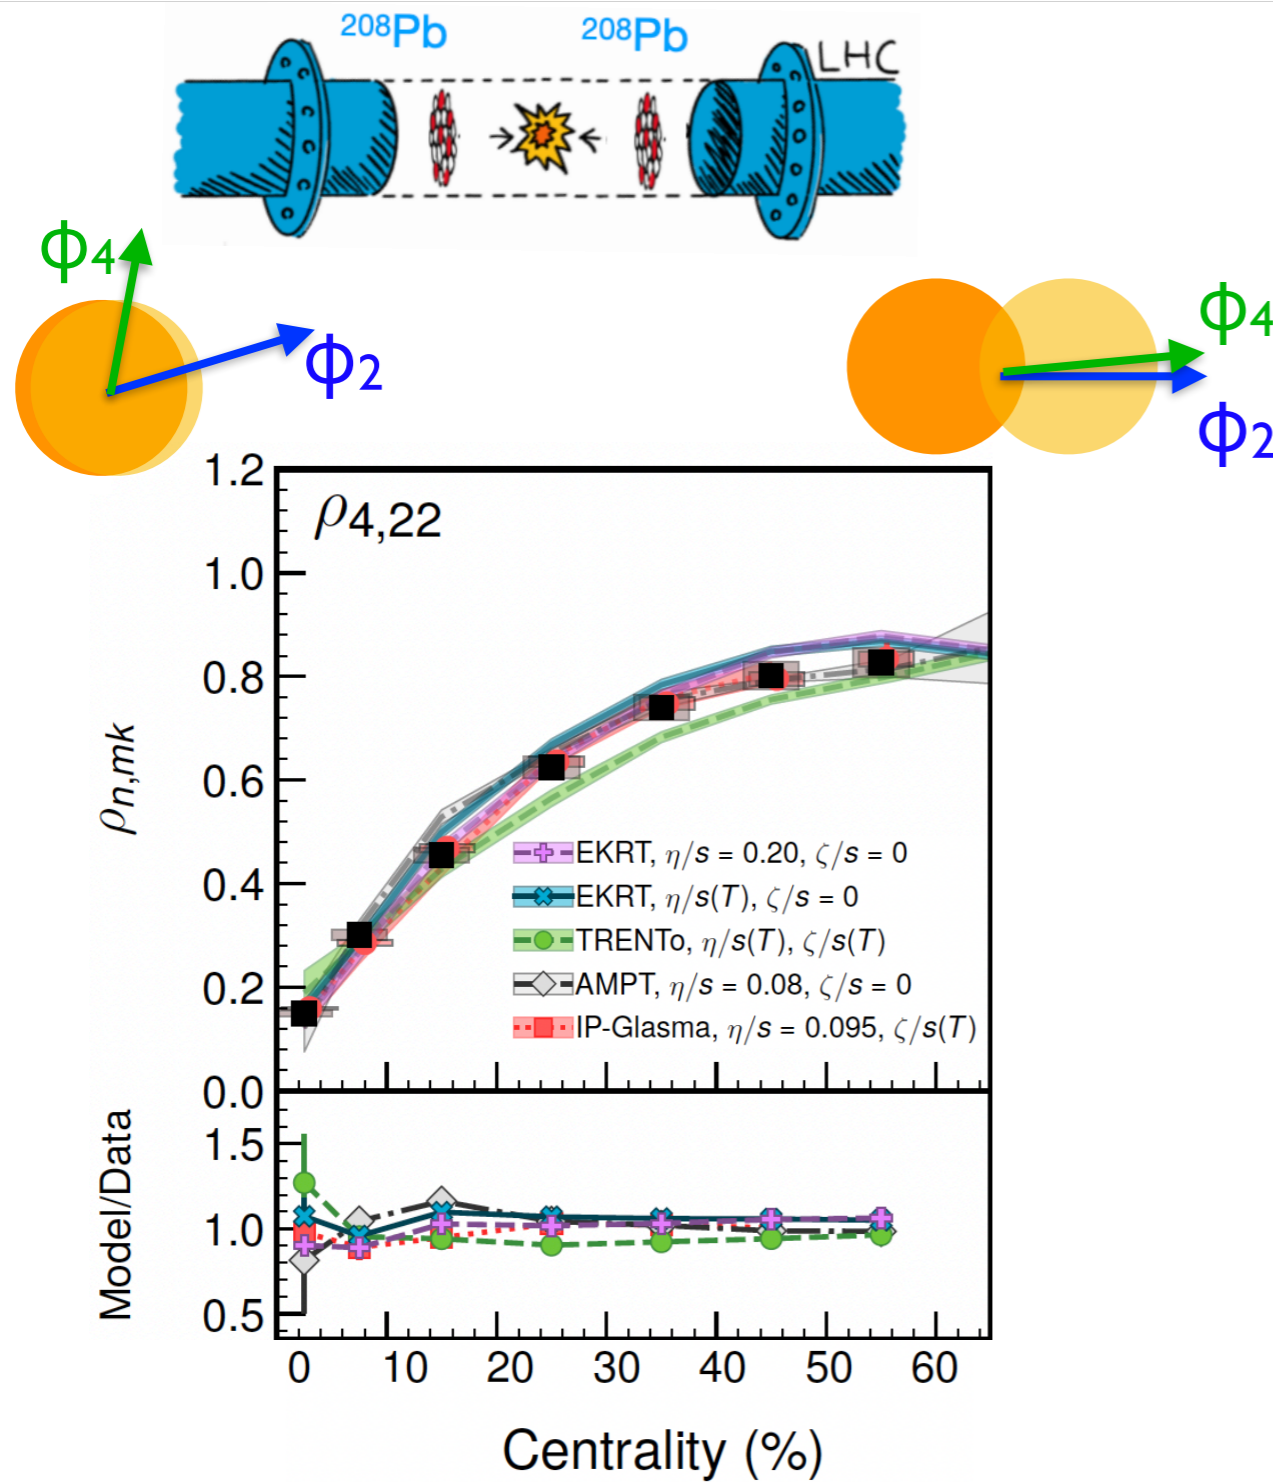 ²⁰⁸Pb ²⁰⁸Pb
LHC
ϕ4
ϕ2
ϕ4
ϕ2
ρ4,22
ρn,mk
1.2
1.0
0.8
0.6
0.4
0.2
0.0
EKRT, η/s = 0.20, ζ/s = 0
EKRT, η/s(T), ζ/s = 0
TRENTo, η/s(T), ζ/s(T)
AMPT, η/s = 0.08, ζ/s = 0
IP-Glasma, η/s = 0.095, ζ/s(T)
Model/Data
1.5
1.0
0.5
0 10 20 30 40 50 60
Centrality (%)